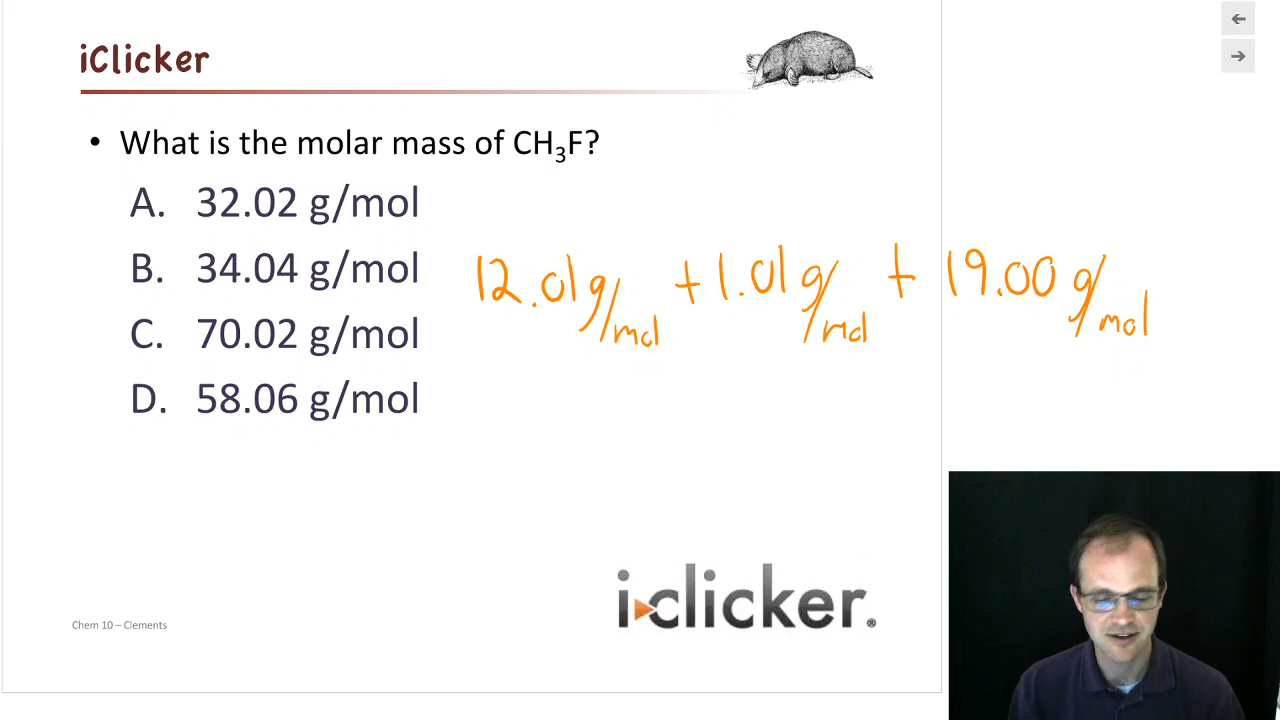 iClicker
• What is the molar mass of CH₃F?
A. 32.02 g/mol
B. 34.04 g/mol
C. 70.02 g/mol
D. 58.06 g/mol
12.01 g/mol + 1.01 g/mol + 19.00 g/mol
i>clicker®
Chem 10 – Clements